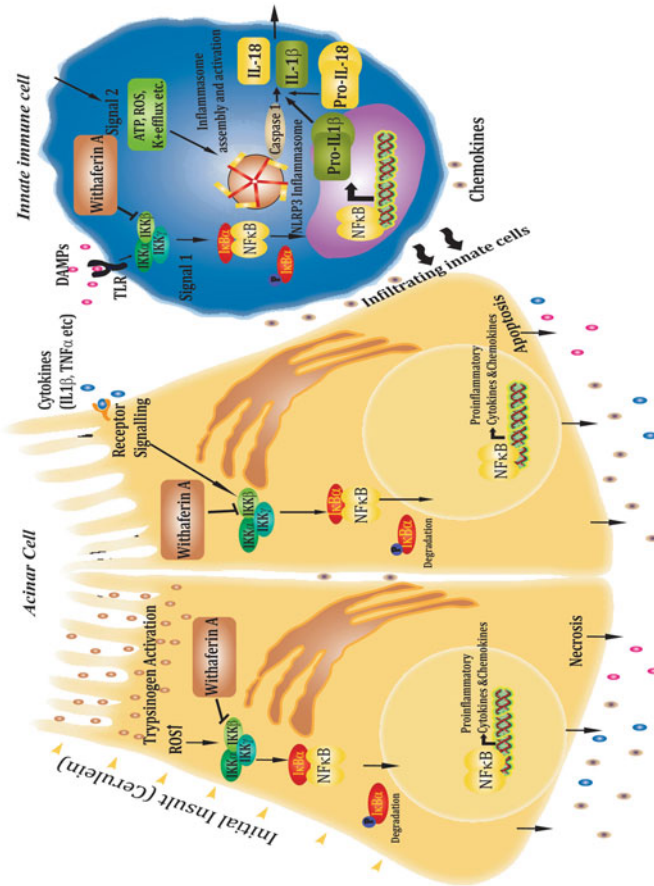 Acinar Cell
Innate immune cell
Initial Insult (Cerulein)
Trypsinogen Activation
ROS↑
Withaferin A
IKKα
IKKβ
IKKγ
IκBα
NFκB
P
IκBα
Degradation
Proinflammatory
Cytokines &Chemokines
NFκB
Necrosis
Cytokines
(IL1β, TNFα etc)
Receptor
Signalling
Withaferin A
IKKα
IKKβ
IKKγ
IκBα
NFκB
P
IκBα
Degradation
Proinflammatory
Cytokines &Chemokines
NFκB
Apoptosis
Infiltrating innate cells
DAMPs
TLR
Withaferin A
IKKα
IKKβ
IKKγ
Signal 1
IκBα
NFκB
P
IκBα
Signal 2
ATP, ROS,
K+efflux etc.
Inflammasome
assembly and activation
NLRP3 Inflammasome
Caspase 1
IL-18
IL-1β
Pro-IL-18
Pro-IL1β
NFκB
Chemokines